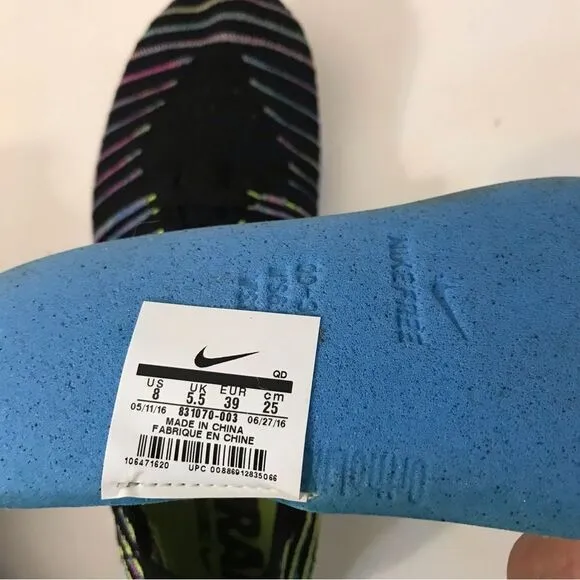 NIKE FREE
QD
US UK EUR cm
8 5.5 39 25
05/11/16 831070-003 06/27/16
MADE IN CHINA
FABRIQUE EN CHINE
106471620 UPC 00886912835066
Ortholite